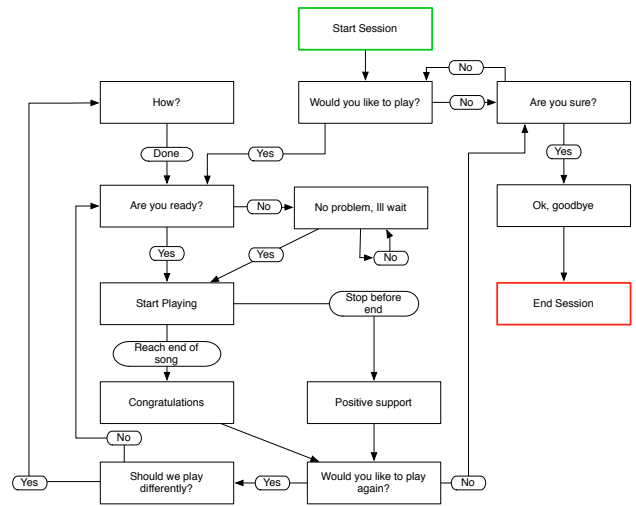 Start Session
No
How?
Would you like to play?
No
Are you sure?
Done
Yes
Yes
Are you ready?
No
No problem, Ill wait
Ok, goodbye
Yes
Yes
No
Start Playing
Stop before
end
End Session
Reach end of
song
Congratulations
Positive support
No
Yes
Should we play
differently?
Yes
Would you like to play
again?
No